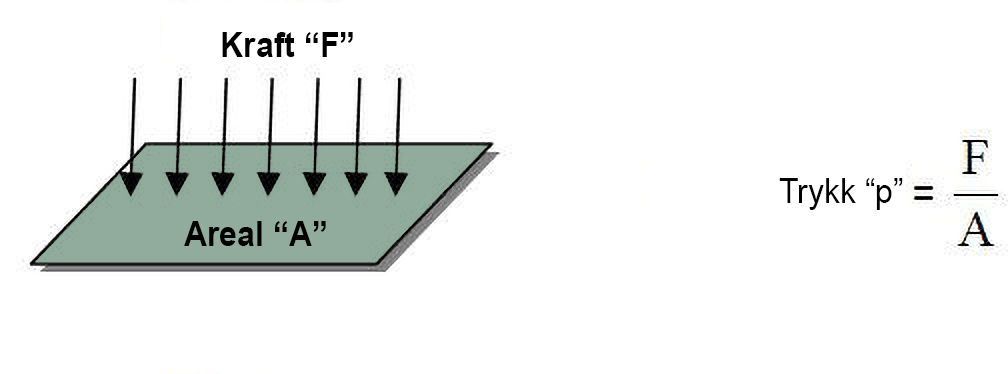 Kraft “F”
Areal “A”
Trykk “p” = F
A